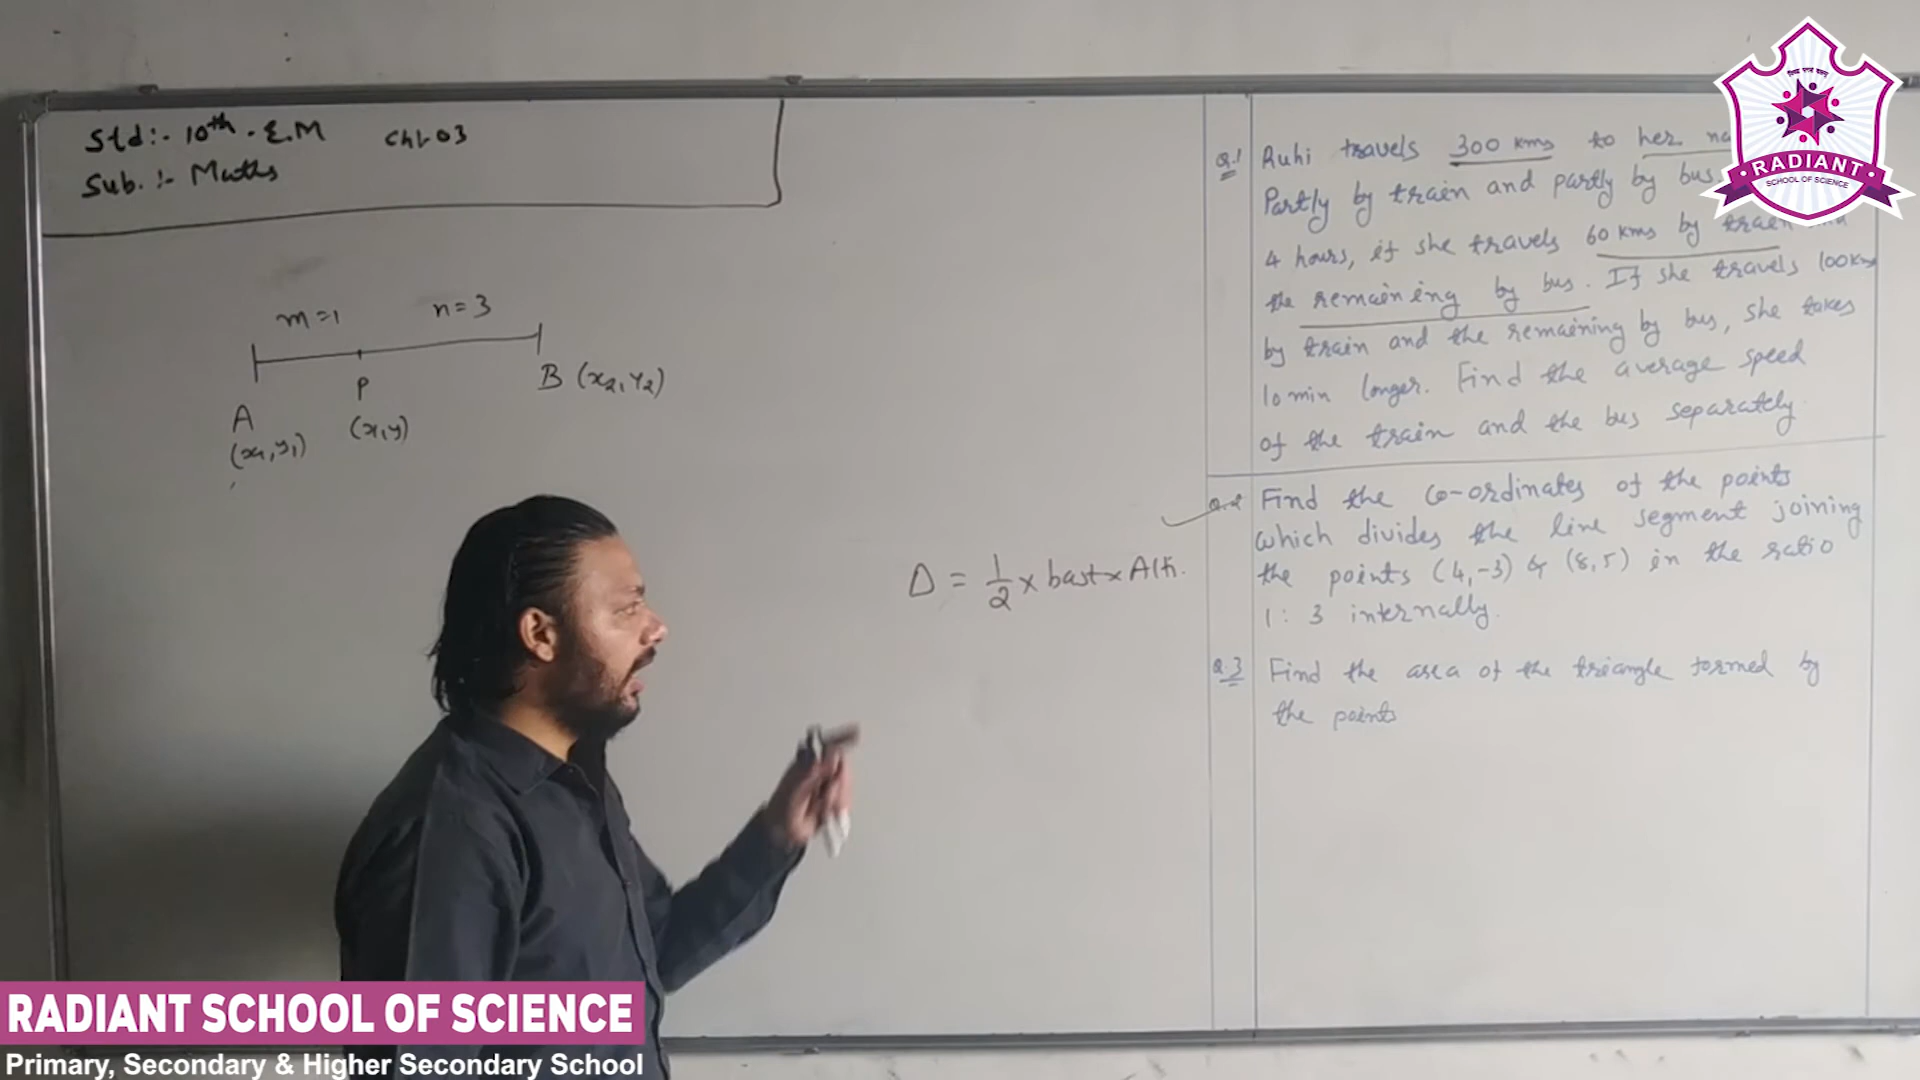 Std:- 10th - E.M Ch:-03
Sub. :- Maths
m=1 n=3
A P B (x2, y2)
(x1, y1) (x, y)
Δ = 1/2 × bast × Alti.
Q.1 Ruhi travels 300 kms to her
Partly by train and partly by bus.
4 hours, if she travels 60 kms by train and
the remaining by bus. If she travels 100km
by train and the remaining by bus, she takes
10 min longer. Find the average speed
of the train and the bus separately.
Q.2 Find the co-ordinates of the points
which divides the line segment joining
the points (4,-3) & (8,5) in the ratio
1 : 3 internally.
Q.3 Find the area of the triangle formed by
the points
RADIANT
SCHOOL OF SCIENCE
RADIANT SCHOOL OF SCIENCE
Primary, Secondary & Higher Secondary School